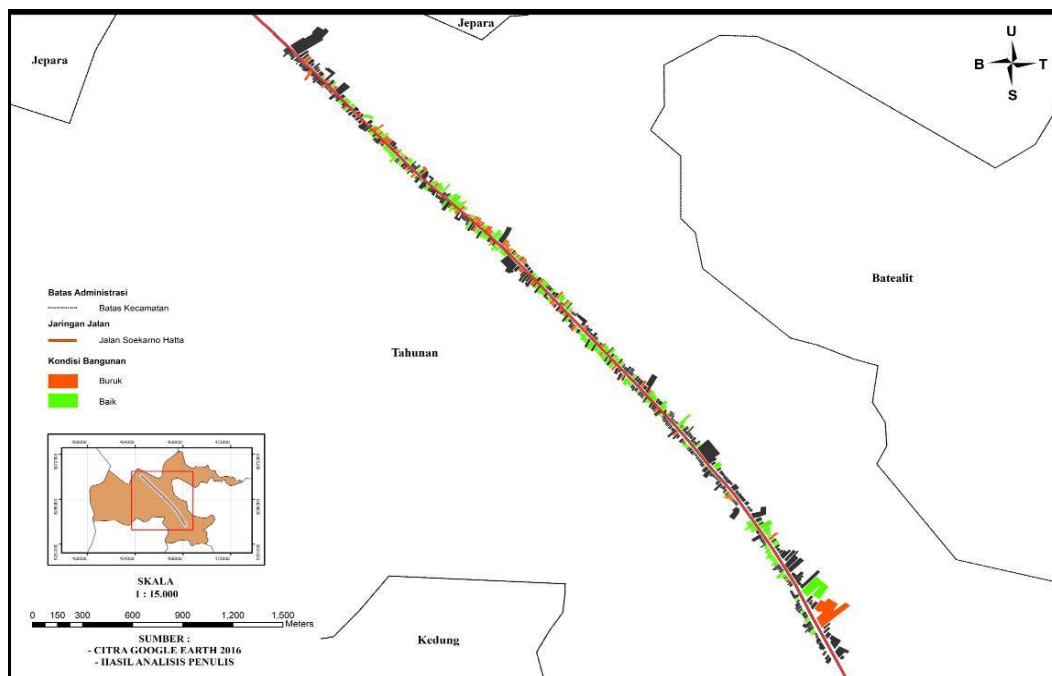 Jepara
Jepara
U
B T
S
Batealit
Tahunan
Kedung
Batas Administrasi
Batas Kecamatan
Jaringan Jalan
Jalan Soekarno Hatta
Kondisi Bangunan
Buruk
Baik
SKALA
1 : 15.000
0 150 300 600 900 1,200 1,500
Meters
SUMBER :
- CITRA GOOGLE EARTH 2016
- HASIL ANALISIS PENULIS